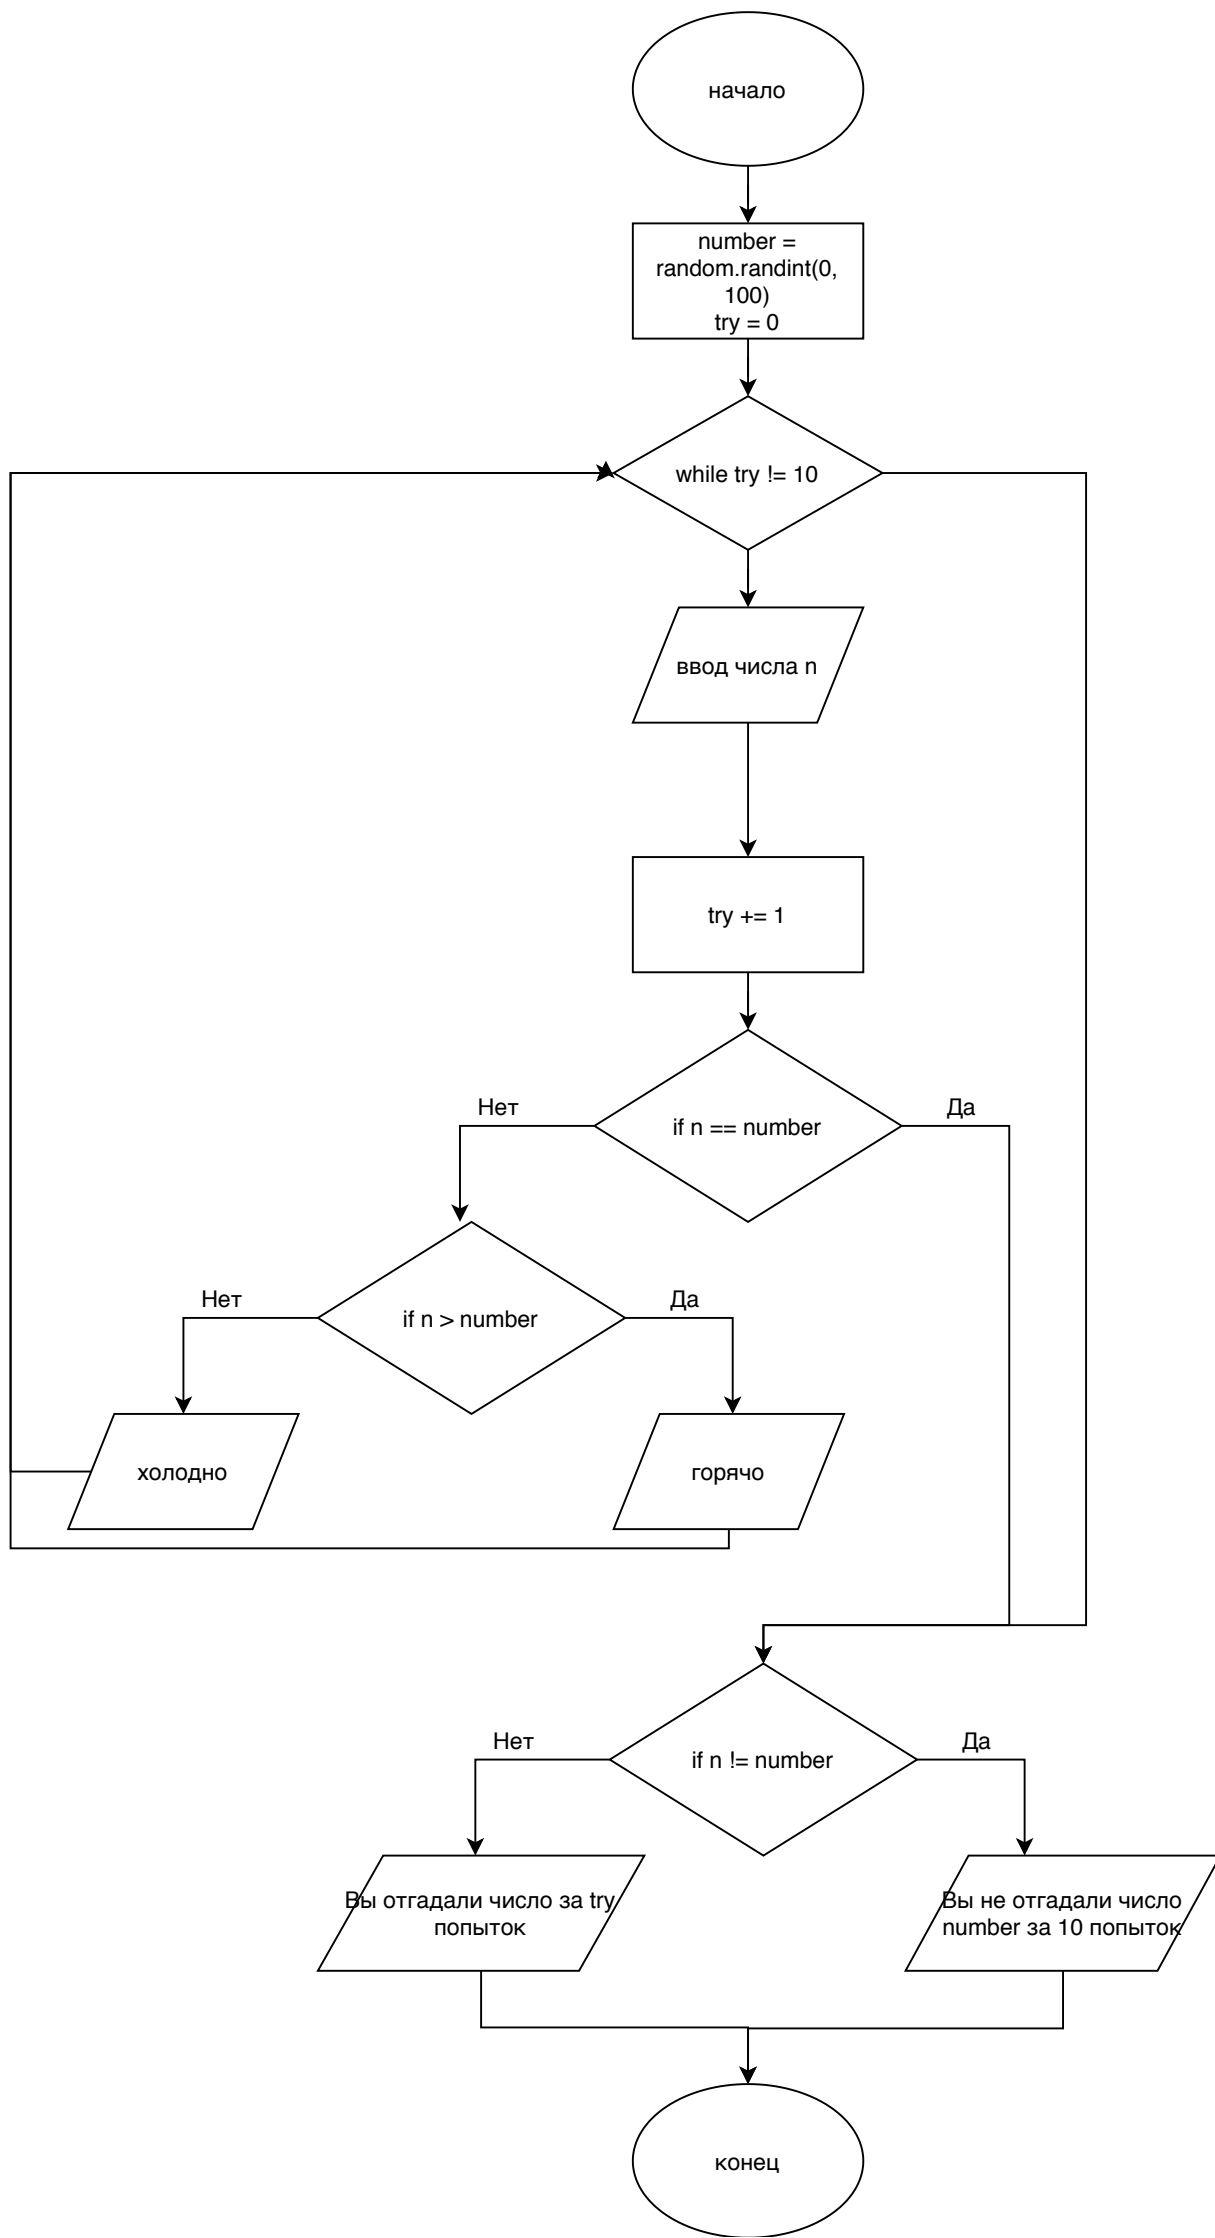 начало
number =
random.randint(0,
100)
try = 0
while try != 10
ввод числа n
try += 1
if n == number
Нет
Да
if n > number
Нет
Да
холодно
горячо
if n != number
Нет
Да
Вы отгадали число за try
попыток
Вы не отгадали число
number за 10 попыток
конец